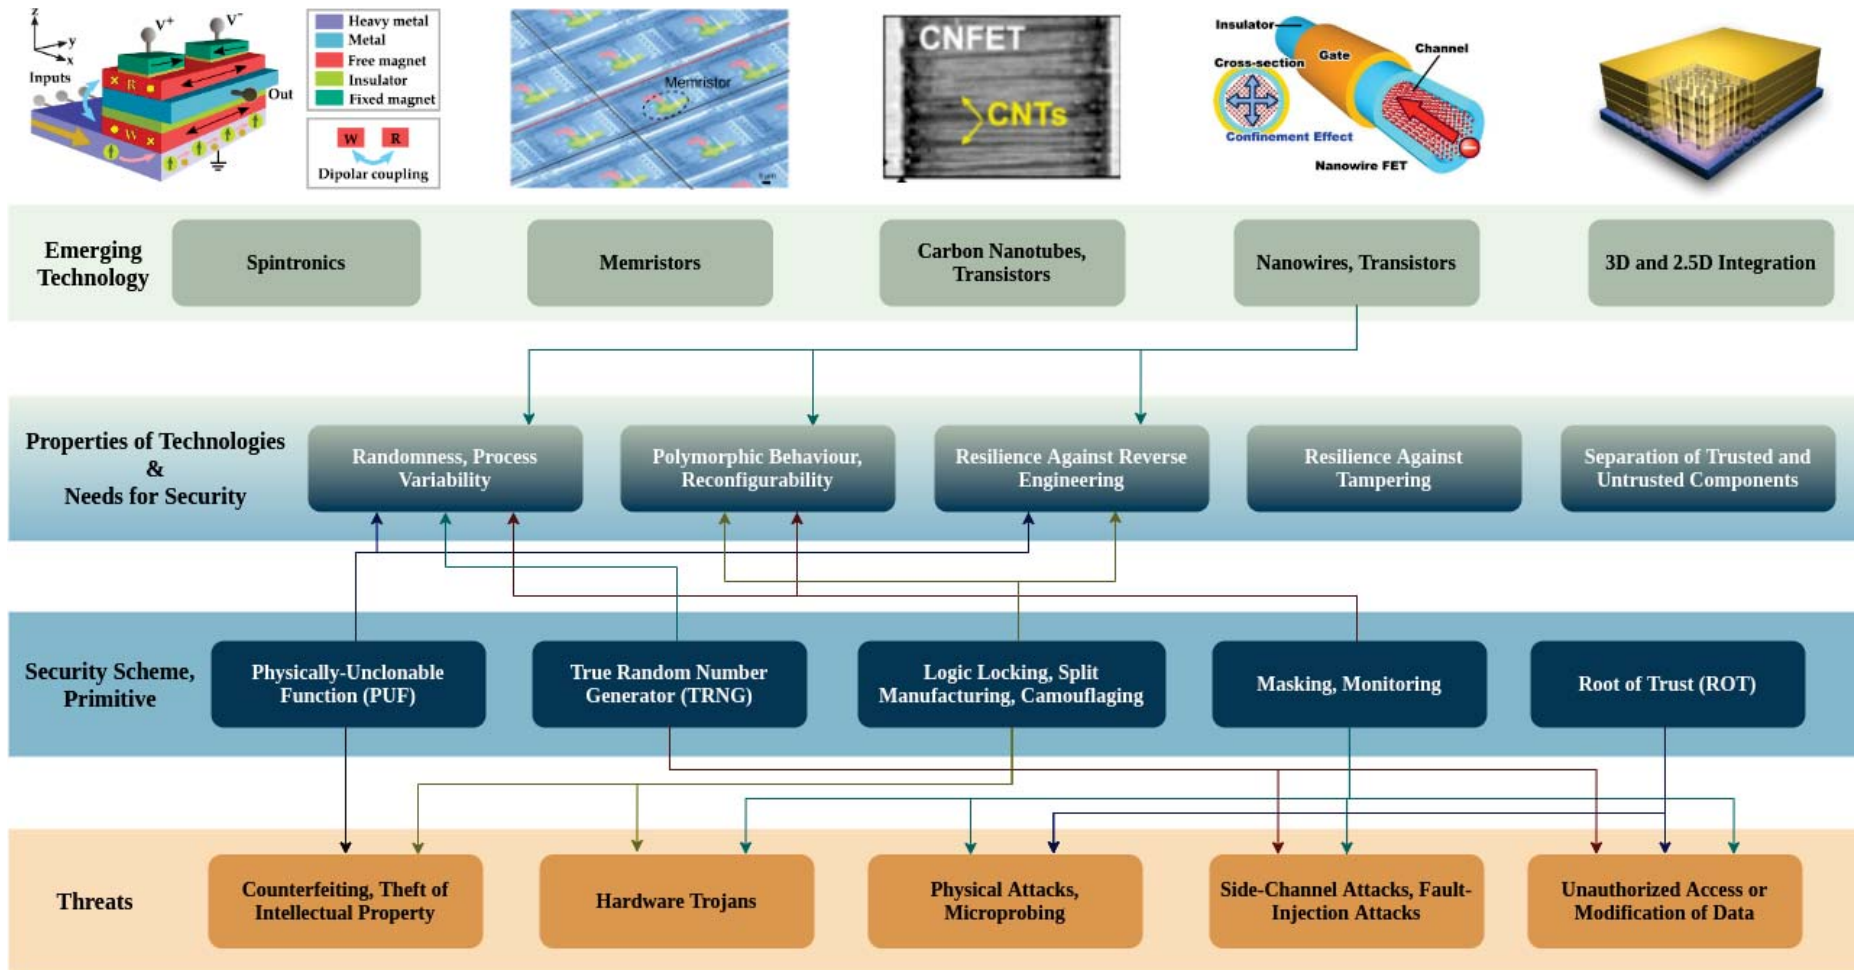 z
y
x
V⁺
V⁻
Inputs
R
W
Out
Heavy metal
Metal
Free magnet
Insulator
Fixed magnet
W R
Dipolar coupling
Memristor
CNFET
CNTs
Insulator
Gate
Channel
Cross-section
Confinement Effect
Nanowire FET
Emerging
Technology
Spintronics
Memristors
Carbon Nanotubes,
Transistors
Nanowires, Transistors
3D and 2.5D Integration
Properties of Technologies
&
Needs for Security
Randomness, Process
Variability
Polymorphic Behaviour,
Reconfigurability
Resilience Against Reverse
Engineering
Resilience Against
Tampering
Separation of Trusted and
Untrusted Components
Security Scheme,
Primitive
Physically-Unclonable
Function (PUF)
True Random Number
Generator (TRNG)
Logic Locking, Split
Manufacturing, Camouflaging
Masking, Monitoring
Root of Trust (ROT)
Threats
Counterfeiting, Theft of
Intellectual Property
Hardware Trojans
Physical Attacks,
Microprobing
Side-Channel Attacks, Fault-
Injection Attacks
Unauthorized Access or
Modification of Data